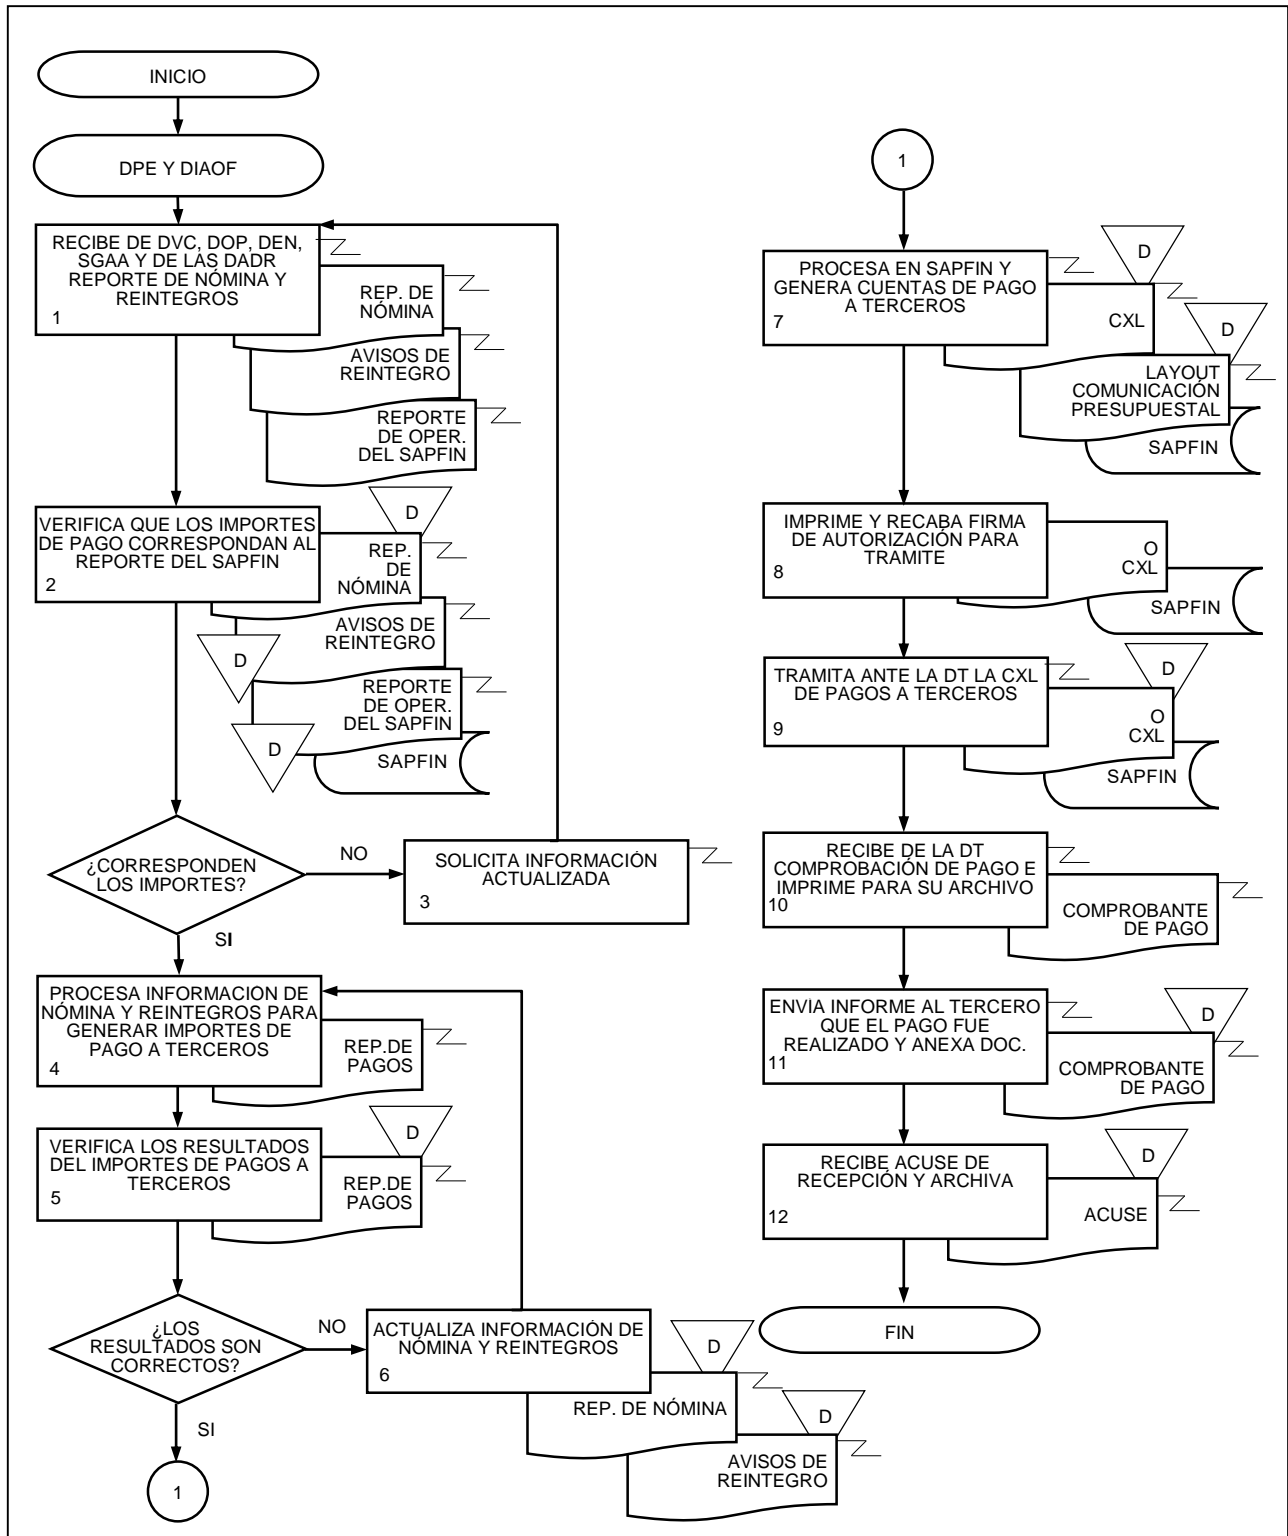 INICIO
DPE Y DIAOF
RECIBE DE DVC, DOP, DEN,
SGAA Y DE LAS DADR
REPORTE DE NÓMINA Y
REINTEGROS
1
REP. DE
NÓMINA
AVISOS DE
REINTEGRO
REPORTE
DE OPER.
DEL SAPFIN
VERIFICA QUE LOS IMPORTES
DE PAGO CORRESPONDAN AL
REPORTE DEL SAPFIN
2
D
REP.
DE
NÓMINA
AVISOS DE
REINTEGRO
D
REPORTE
DE OPER.
DEL SAPFIN
D
SAPFIN
¿CORRESPONDEN
LOS IMPORTES?
NO
SOLICITA INFORMACIÓN
ACTUALIZADA
3
SI
PROCESA INFORMACION DE
NÓMINA Y REINTEGROS PARA
GENERAR IMPORTES DE
PAGO A TERCEROS
4
REP.DE
PAGOS
VERIFICA LOS RESULTADOS
DEL IMPORTES DE PAGOS A
TERCEROS
5
D
REP.DE
PAGOS
¿LOS
RESULTADOS SON
CORRECTOS?
NO
ACTUALIZA INFORMACIÓN DE
NÓMINA Y REINTEGROS
6
D
REP. DE NÓMINA
D
AVISOS DE
REINTEGRO
SI
1
1
PROCESA EN SAPFIN Y
GENERA CUENTAS DE PAGO
A TERCEROS
7
D
CXL
D
LAYOUT
COMUNICACIÓN
PRESUPUESTAL
SAPFIN
IMPRIME Y RECABA FIRMA
DE AUTORIZACIÓN PARA
TRAMITE
8
O
CXL
SAPFIN
TRAMITA ANTE LA DT LA CXL
DE PAGOS A TERCEROS
9
D
O
CXL
SAPFIN
RECIBE DE LA DT
COMPROBACIÓN DE PAGO E
IMPRIME PARA SU ARCHIVO
10
COMPROBANTE
DE PAGO
ENVIA INFORME AL TERCERO
QUE EL PAGO FUE
REALIZADO Y ANEXA DOC.
11
D
COMPROBANTE
DE PAGO
RECIBE ACUSE DE
RECEPCIÓN Y ARCHIVA
12
D
ACUSE
FIN